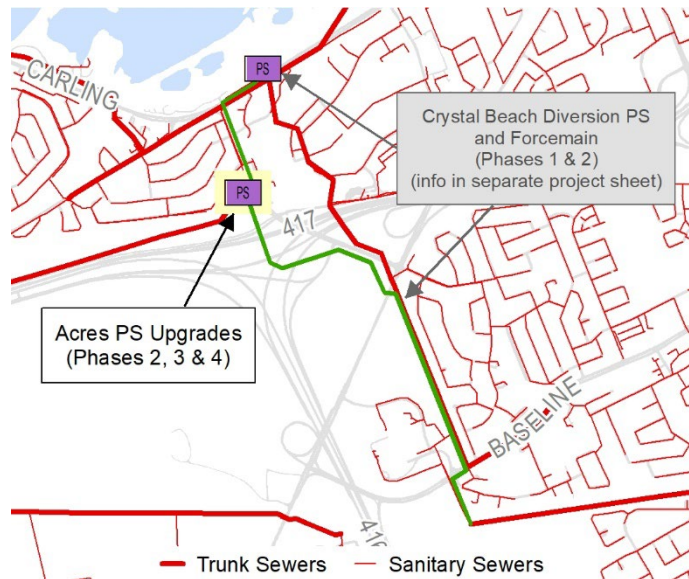 PS
CARLING
Crystal Beach Diversion PS
and Forcemain
(Phases 1 & 2)
(info in separate project sheet)
PS
417
Acres PS Upgrades
(Phases 2, 3 & 4)
BASELINE
416
Trunk Sewers
Sanitary Sewers